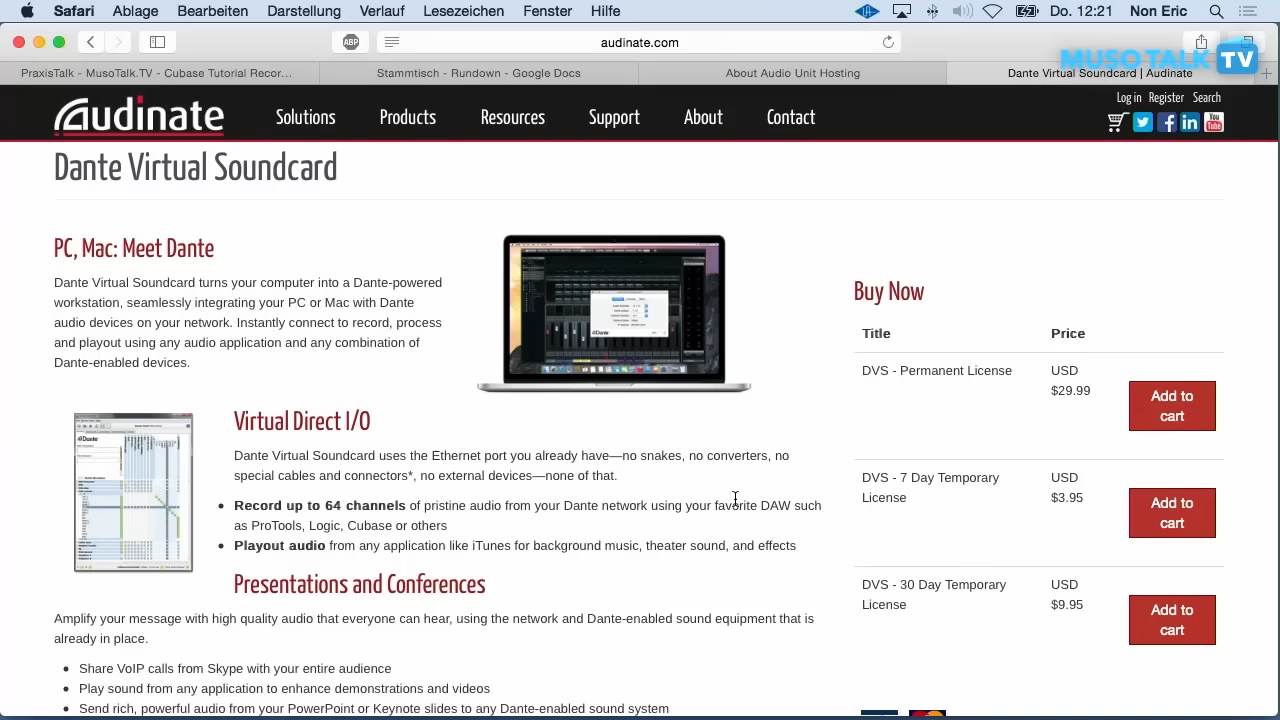 Safari Ablage Bearbeiten Darstellung Verlauf Lesezeichen Fenster Hilfe Do. 12:21 Non Eric
ABP audinate.com
MUSOTALK TV
PraxisTalk - MusoTalk.TV - Cubase Tutorial Recor… Stammtisch - Rundown - Google Docs About Audio Unit Hosting Dante Virtual Soundcard | Audinate
Log in Register Search
Audinate Solutions Products Resources Support About Contact
Dante Virtual Soundcard
PC, Mac: Meet Dante
Dante Virtual Soundcard turns your computer into a Dante-powered
workstation, seamlessly integrating your PC or Mac with Dante
audio devices on your network. Instantly connect to record, process
and playout using any audio application and any combination of
Dante-enabled devices.
Dante
Virtual Direct I/O
Dante Virtual Soundcard uses the Ethernet port you already have—no snakes, no converters, no
special cables and connectors*, no external devices—none of that.
Record up to 64 channels of pristine audio from your Dante network using your favorite DAW such
as ProTools, Logic, Cubase or others
Playout audio from any application like iTunes for background music, theater sound, and effects
Dante
Presentations and Conferences
Amplify your message with high quality audio that everyone can hear, using the network and Dante-enabled sound equipment that is
already in place.
Share VoIP calls from Skype with your entire audience
Play sound from any application to enhance demonstrations and videos
Send rich, powerful audio from your PowerPoint or Keynote slides to any Dante-enabled sound system
Buy Now
Title Price
DVS - Permanent License USD
$29.99
Add to
cart
DVS - 7 Day Temporary USD
License $3.95
Add to
cart
DVS - 30 Day Temporary USD
License $9.95
Add to
cart